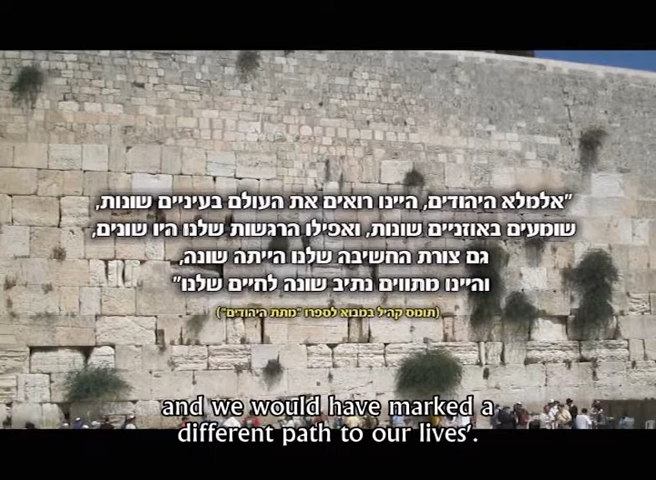 "אלמלא היהודים, היינו רואים את העולם בעיניים שונות,
שומעים באוזניים שונות, ואפילו הרגשות שלנו היו שונים,
גם צורת החשיבה שלנו הייתה שונה,
והיינו מתווים נתיב שונה לחיים שלנו"
(תומס קהיל במבוא לספרו "מתת היהודים")
and we would have marked a
different path to our lives'.